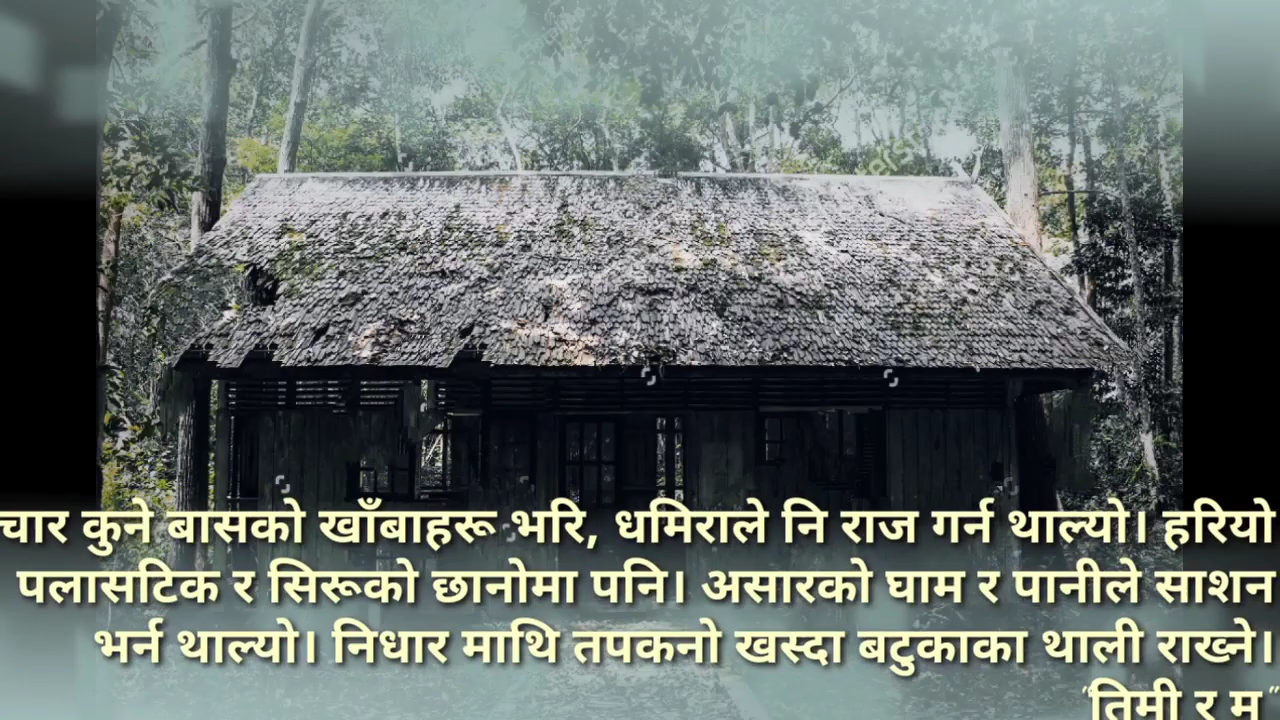 चार कुने बासको खाँबाहरू भरि, धमिराले नि राज गर्न थाल्यो। हरियो
पलासटिक र सिरूको छानोमा पनि। असारको घाम र पानीले साशन
भर्न थाल्यो। निधार माथि तपकनो खस्दा बटुकाका थाली राख्ने।
"तिमी र म"